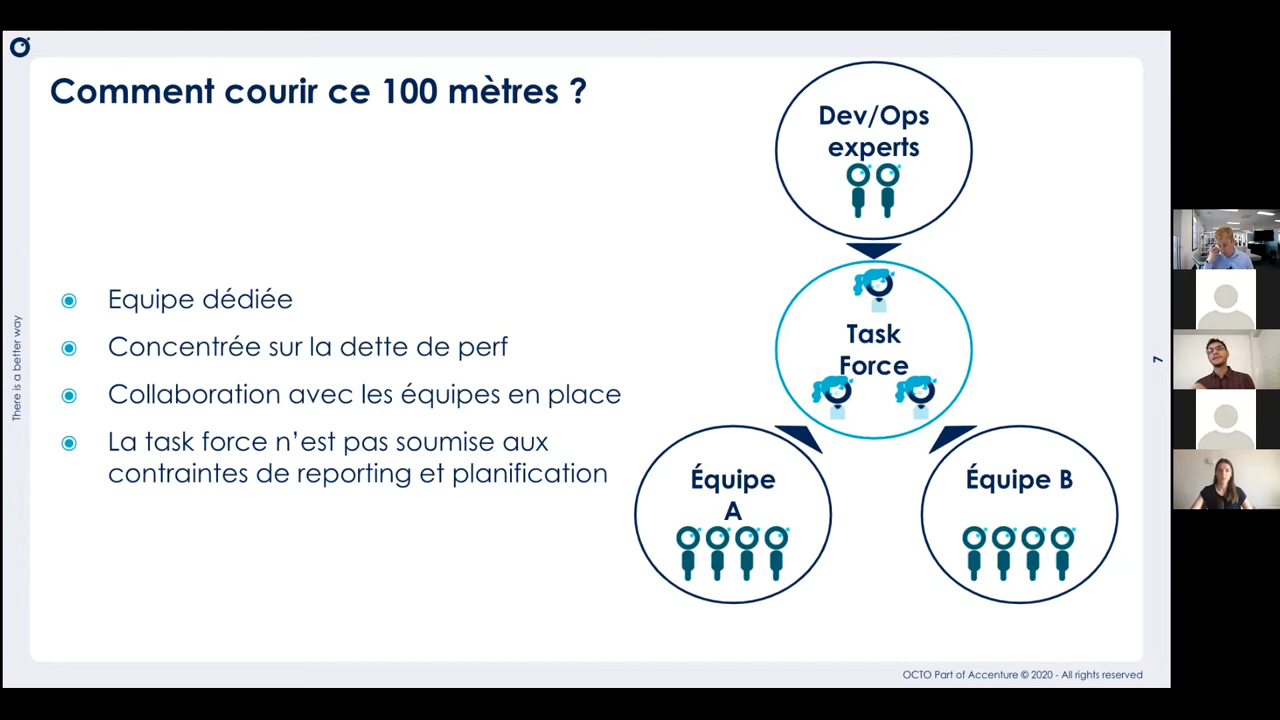 Comment courir ce 100 mètres ?
Equipe dédiée
Concentrée sur la dette de perf
Collaboration avec les équipes en place
La task force n’est pas soumise aux
contraintes de reporting et planification
Dev/Ops
experts
Task
Force
Équipe
A
Équipe B
There is a better way
7
OCTO Part of Accenture © 2020 - All rights reserved